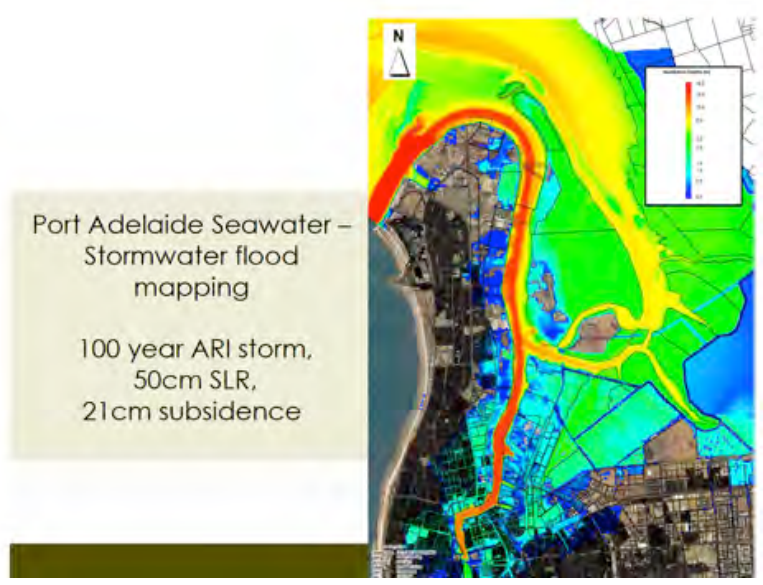 Port Adelaide Seawater –
Stormwater flood
mapping
100 year ARI storm,
50cm SLR,
21cm subsidence
N